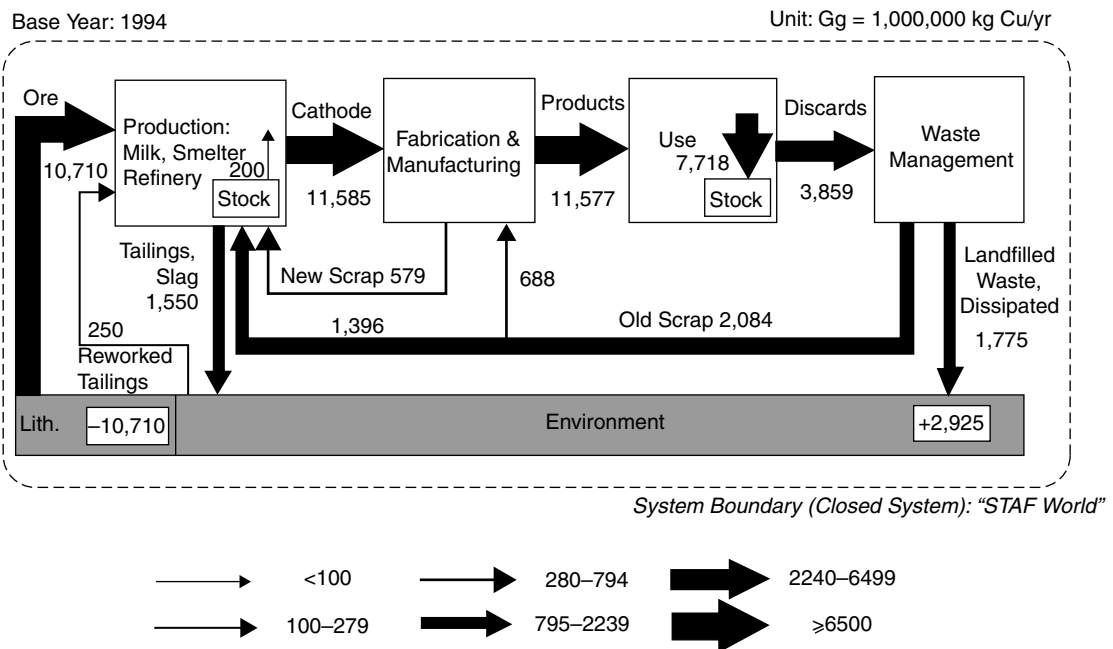 Base Year: 1994
Unit: Gg = 1,000,000 kg Cu/yr
Ore
10,710
Production:
Milk, Smelter
Refinery
200
Stock
Cathode
11,585
Fabrication &
Manufacturing
Products
11,577
Use
7,718
Stock
Discards
3,859
Waste
Management
Tailings,
Slag
1,550
New Scrap 579
688
1,396
Old Scrap 2,084
Landfilled
Waste,
Dissipated
1,775
250
Reworked
Tailings
Lith.
–10,710
Environment
+2,925
System Boundary (Closed System): “STAF World”
<100
280–794
2240–6499
100–279
795–2239
⩾6500